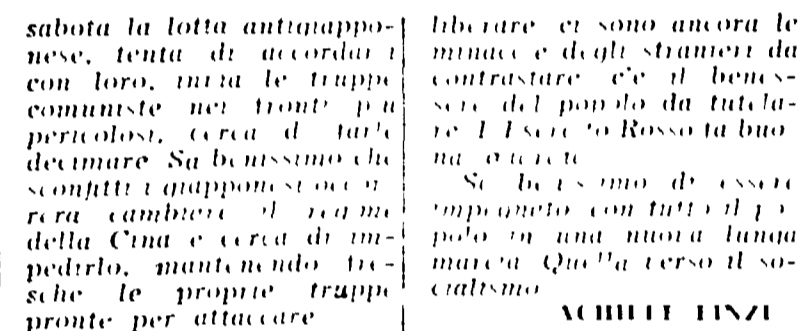 sabota la lotta antigiappo-
nese, tenta di accordarsi
con loro, invia le truppe
comuniste nei fronti più
pericolosi, cerca di farle
decimare Sa benissimo che
sconfitti i giapponesi occor-
rerà cambiare il regime
della Cina e cerca di im-
pedirlo, mantenendo fre-
sche le proprie truppe
pronte per attaccare
liberare ci sono ancora le
minacce degli stranieri da
contrastare c'è il benes-
sere del popolo da tutela-
re L'Esercito Rosso fa buo-
na
Sa benissimo di essere
impegnato con tutto il po-
polo in una nuova lunga
marcia Quella verso il so-
cialismo
ACHILLE FINZI